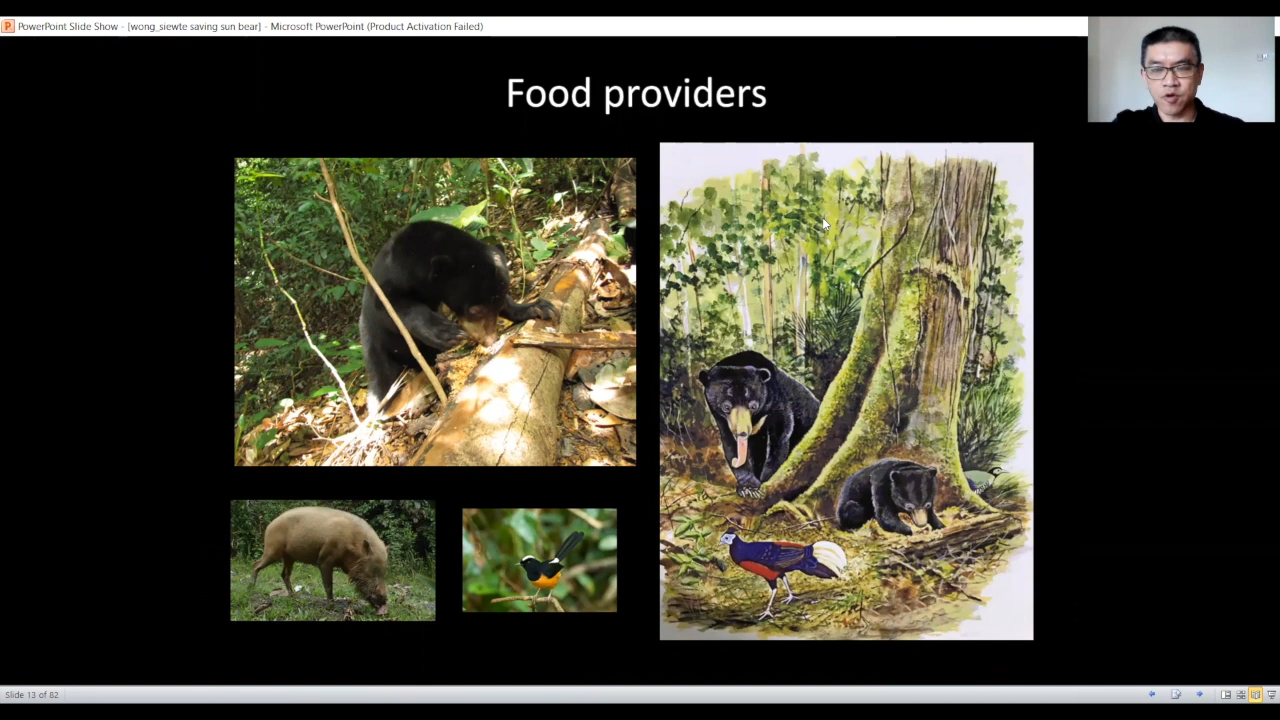 PowerPoint Slide Show - [wong_siewte saving sun bear] - Microsoft PowerPoint (Product Activation Failed)
Food providers
Slide 13 of 82